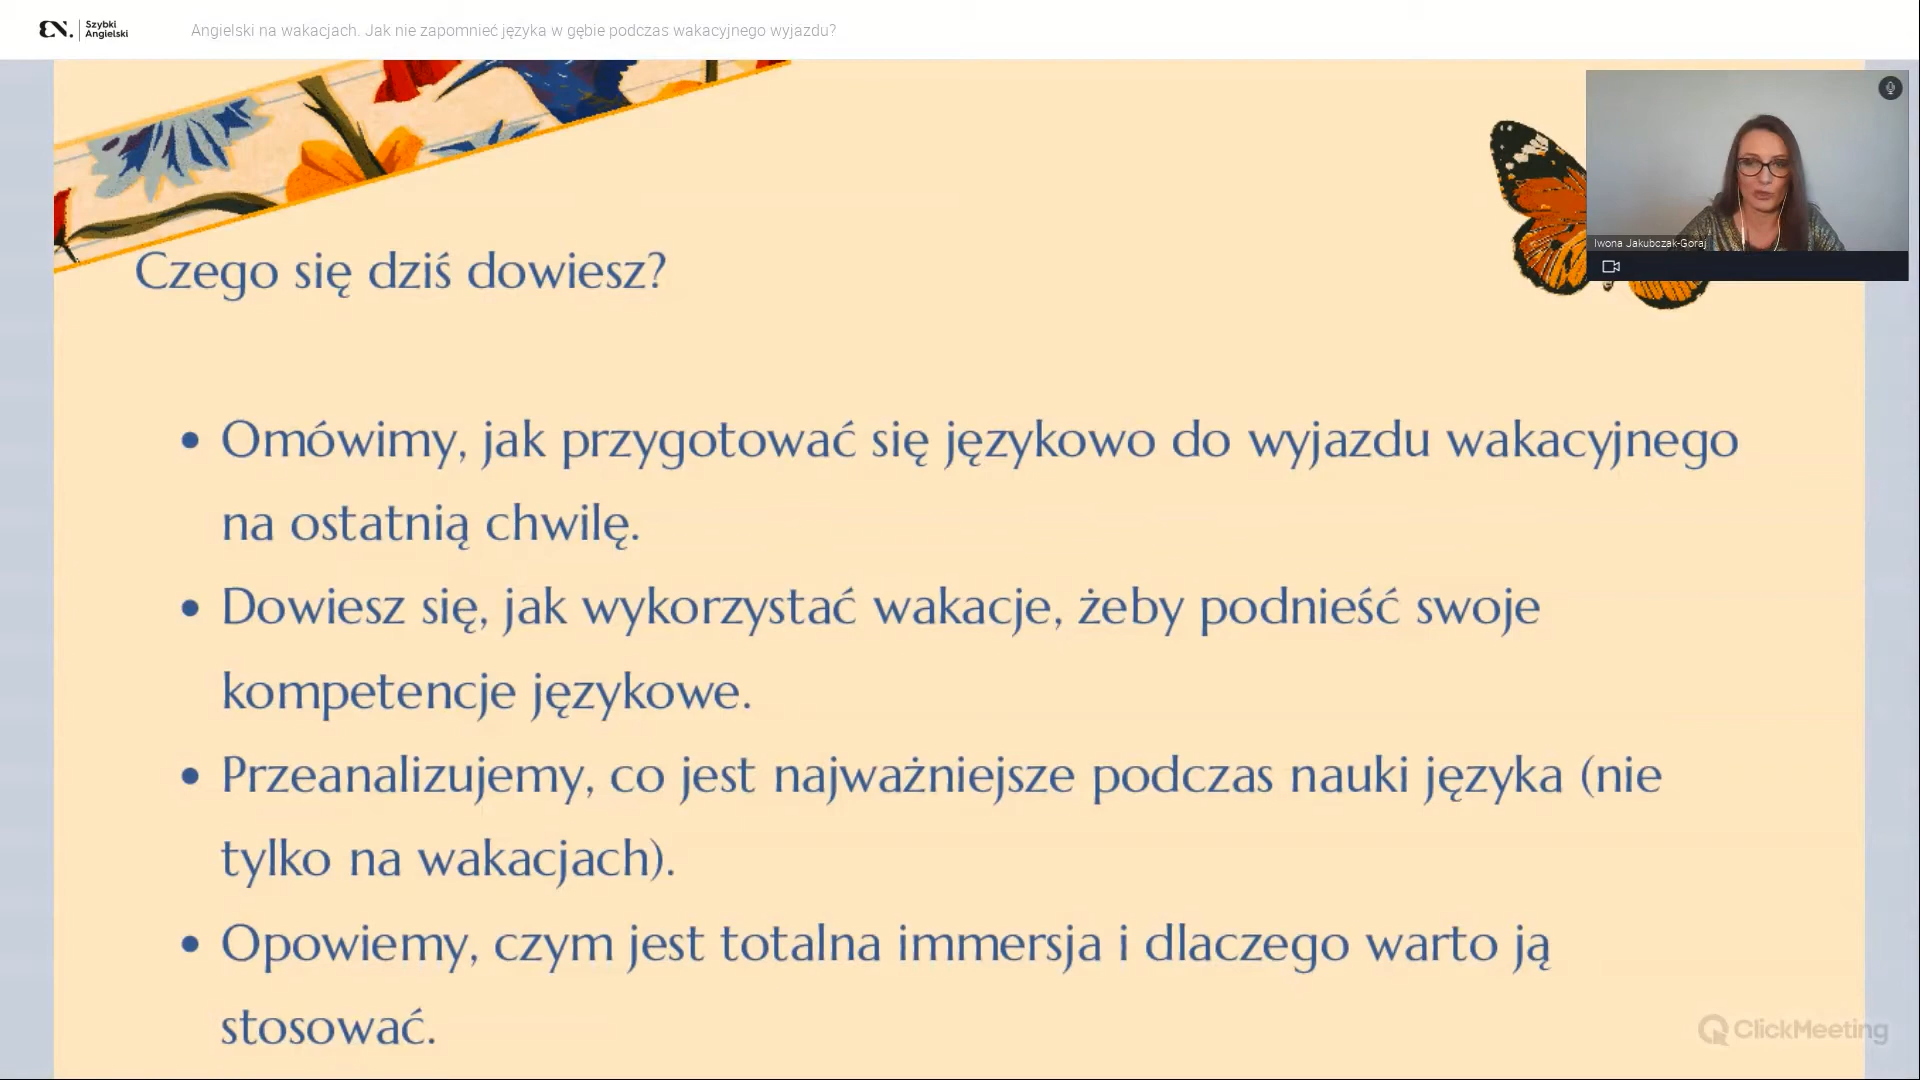 EN. Szybki
Angielski
Angielski na wakacjach. Jak nie zapomnieć języka w gębie podczas wakacyjnego wyjazdu?
Iwona Jakubczak-Goraj
Czego się dziś dowiesz?
• Omówimy, jak przygotować się językowo do wyjazdu wakacyjnego
na ostatnią chwilę.
• Dowiesz się, jak wykorzystać wakacje, żeby podnieść swoje
kompetencje językowe.
• Przeanalizujemy, co jest najważniejsze podczas nauki języka (nie
tylko na wakacjach).
• Opowiemy, czym jest totalna immersja i dlaczego warto ją
stosować.
ClickMeeting